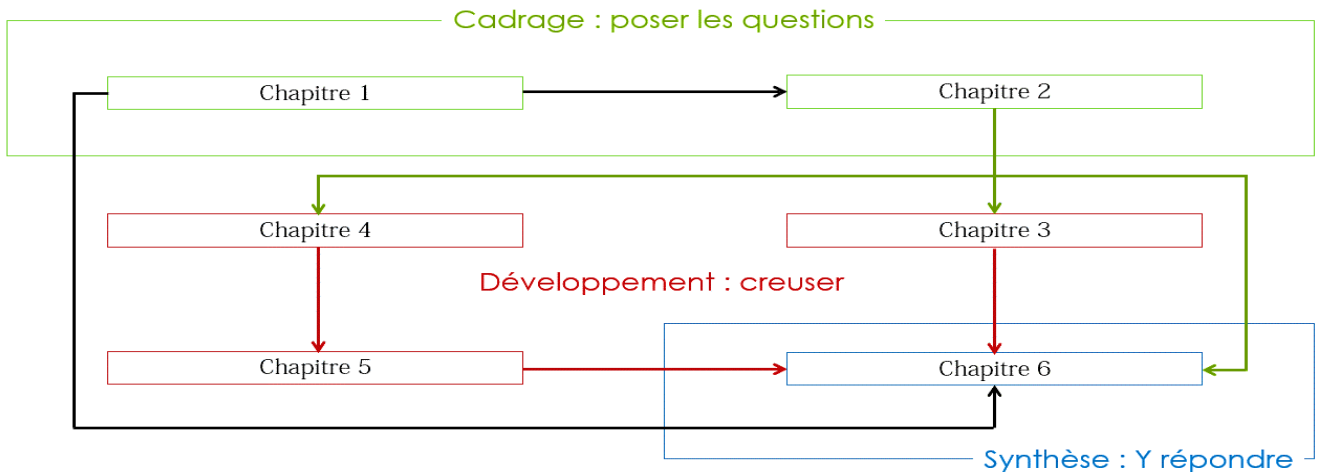 Cadrage : poser les questions
Chapitre 1
Chapitre 2
Chapitre 4
Chapitre 3
Développement : creuser
Chapitre 5
Chapitre 6
Synthèse : Y répondre